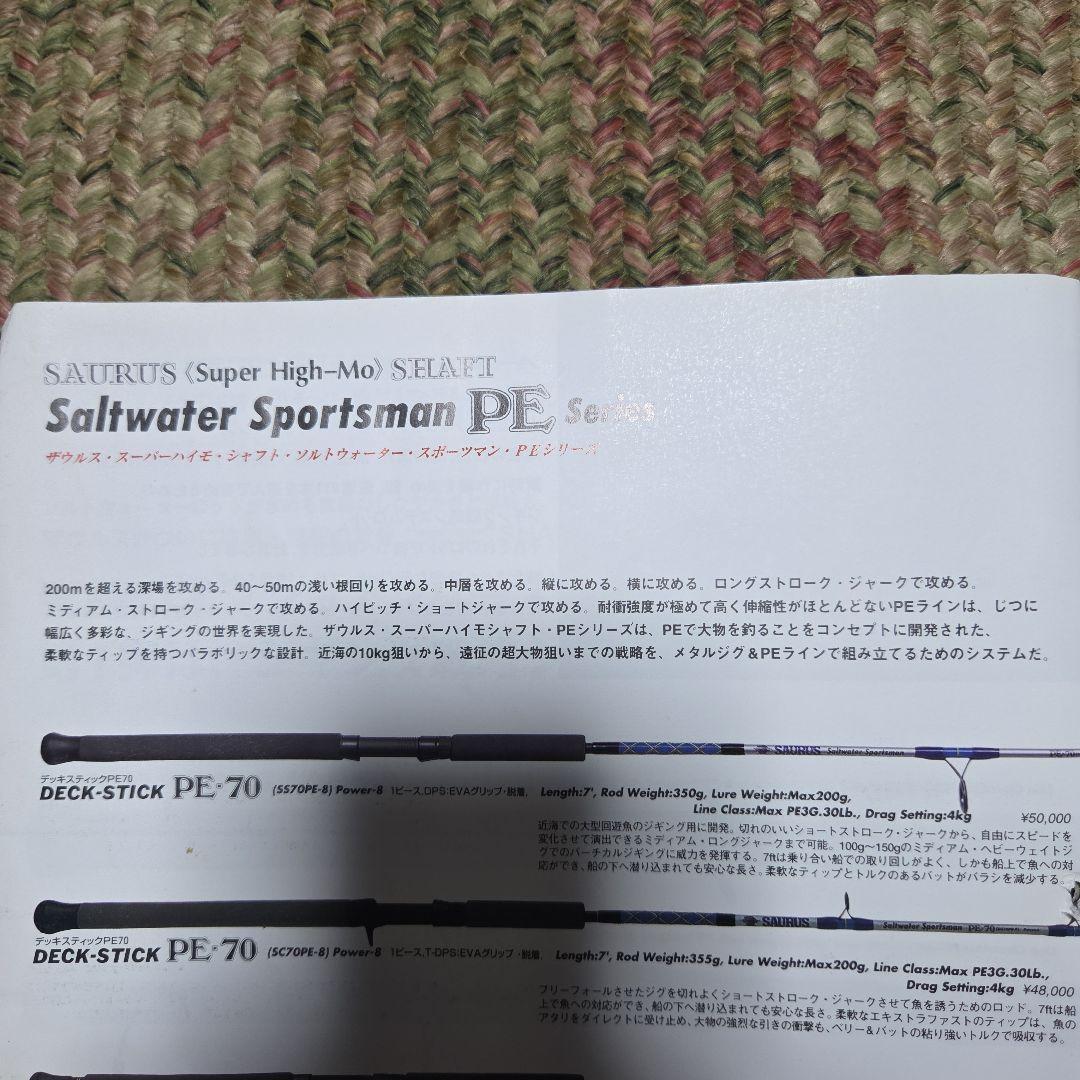 SAURUS《Super High-Mo》SHAFT
Saltwater Sportsman PE Series
ザウルス・スーパーハイモ・シャフト・ソルトウォーター・スポーツマン・PEシリーズ
200mを超える深場を攻める。40〜50mの浅い根回りを攻める。中層を攻める。縦に攻める。横に攻める。ロングストローク・ジャークで攻める。
ミディアム・ストローク・ジャークで攻める。ハイピッチ・ショートジャークで攻める。耐衝強度が極めて高く伸縮性がほとんどないPEラインは、じつに
幅広く多彩な、ジギングの世界を実現した。ザウルス・スーパーハイモシャフト・PEシリーズは、PEで大物を釣ることをコンセプトに開発された、
柔軟なティップを持つパラボリックな設計。近海の10kg狙いから、遠征の超大物狙いまでの戦略を、メタルジグ&PEラインで組み立てるためのシステムだ。
SAURUS Saltwater Sportsman PE-70
デッキスティックPE70
DECK-STICK PE-70 (SS70PE-8) Power-8 1ピース、DPS:EVAグリップ・脱着、 Length:7', Rod Weight:350g, Lure Weight:Max200g,
Line Class:Max PE3G.30Lb., Drag Setting:4kg ¥50,000
近海での大型回遊魚のジギング用に開発。切れのいいショートストローク・ジャークから、自由にスピードを
変化させて演出できるミディアム・ロングジャークまで可能。100g〜150gのミディアム・ヘビーウェイトジ
グでのバーチカルジギングに威力を発揮する。7ftは乗り合い船での取り回しがよく、しかも船上で魚への対
応ができ、船の下へ潜り込まれても安心な長さ。柔軟なティップとトルクのあるバットがバラシを減少する。
SAURUS Saltwater Sportsman PE-70
デッキスティックPE70
DECK-STICK PE-70 (SC70PE-8) Power-8 1ピース、T-DPS:EVAグリップ・脱着、 Length:7', Rod Weight:355g, Lure Weight:Max200g, Line Class:Max PE3G.30Lb.,
Drag Setting:4kg ¥48,000
フリーフォールさせたジグを切れよくショートストローク・ジャークさせて魚を誘うためのロッド。7ftは船
上で魚への対応ができ、船の下へ潜り込まれても安心な長さ。柔軟なエキストラファストのティップは、魚の
アタリをダイレクトに受け止め、大物の強烈な引きの衝撃も、ベリー&バットの粘り強いトルクで吸収する。